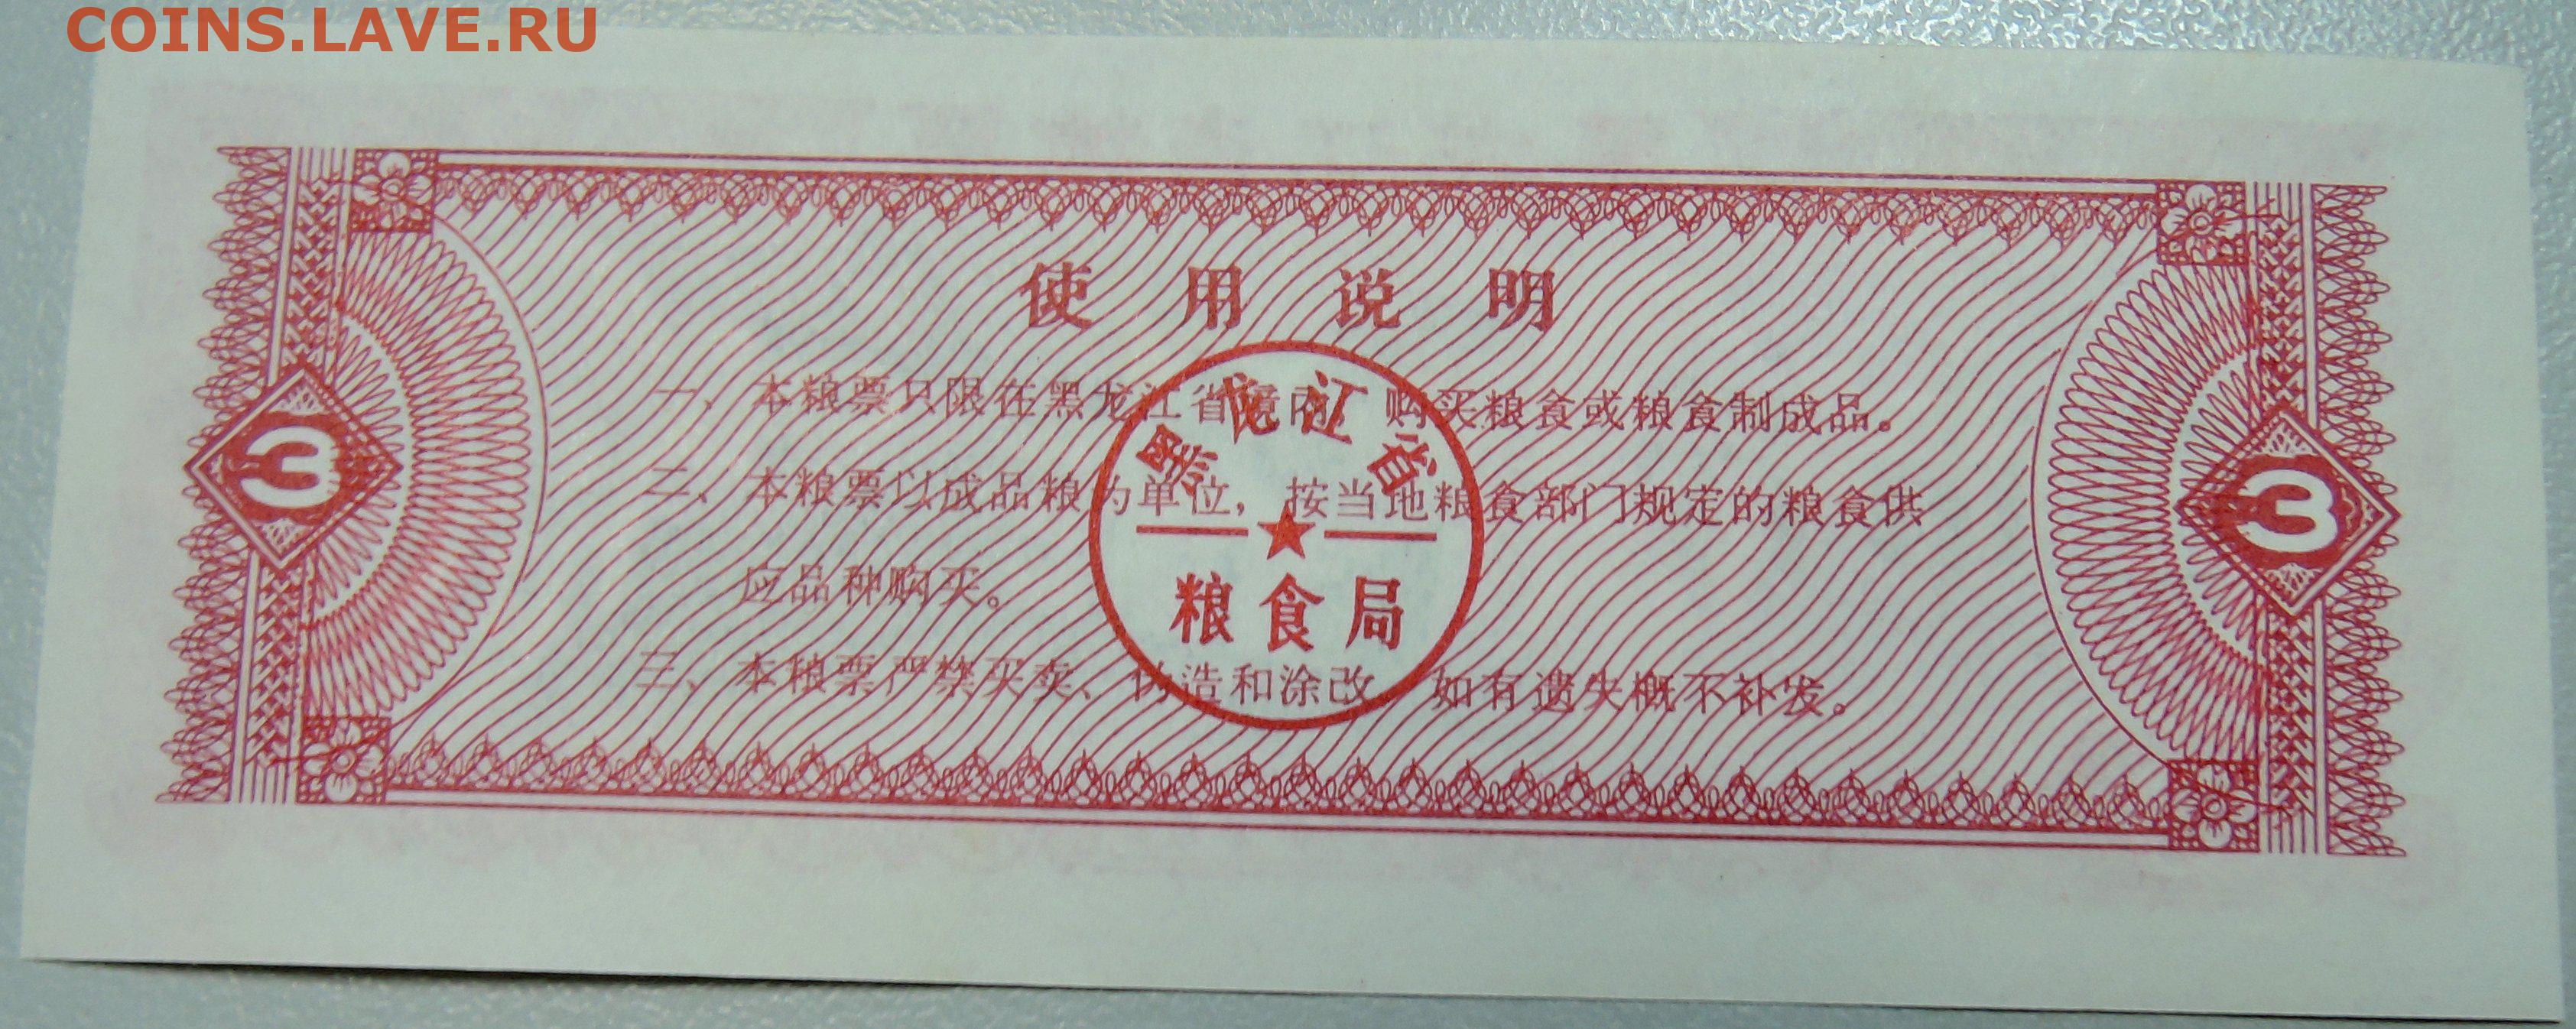 COINS.LAVE.RU
使用说明
一、本粮票只限在黑龙江省境内,购买粮食或粮食制成品。
二、本粮票以成品粮为单位,按当地粮食部门规定的粮食供
应品种购买。
三、本粮票严禁买卖、伪造和涂改,如有遗失概不补发。
黑龙江省
粮食局
3
3